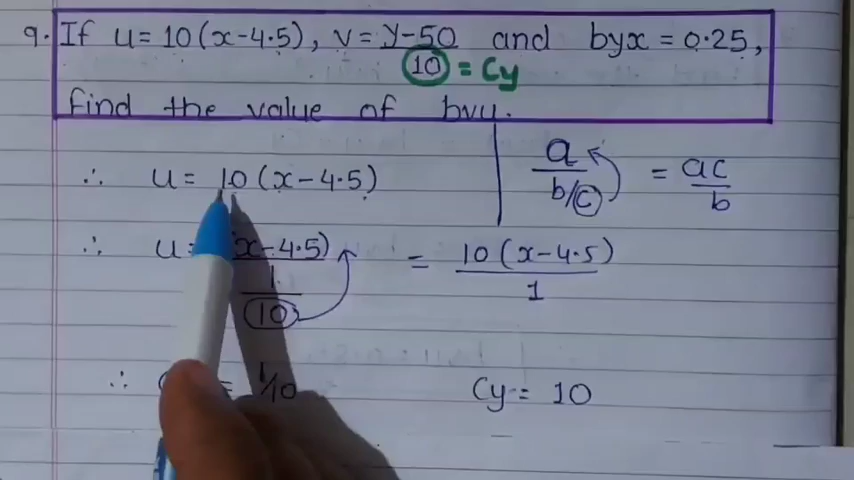 9. If u = 10(x-4.5), v = y-50/10 and byx = 0.25,
10 = Cy
Find the value of bvu.
∴ u = 10(x-4.5)
a/b/c = ac/b
∴ u = (x-4.5)/1/10 = 10(x-4.5)/1
∴ = 1/10 Cy = 10